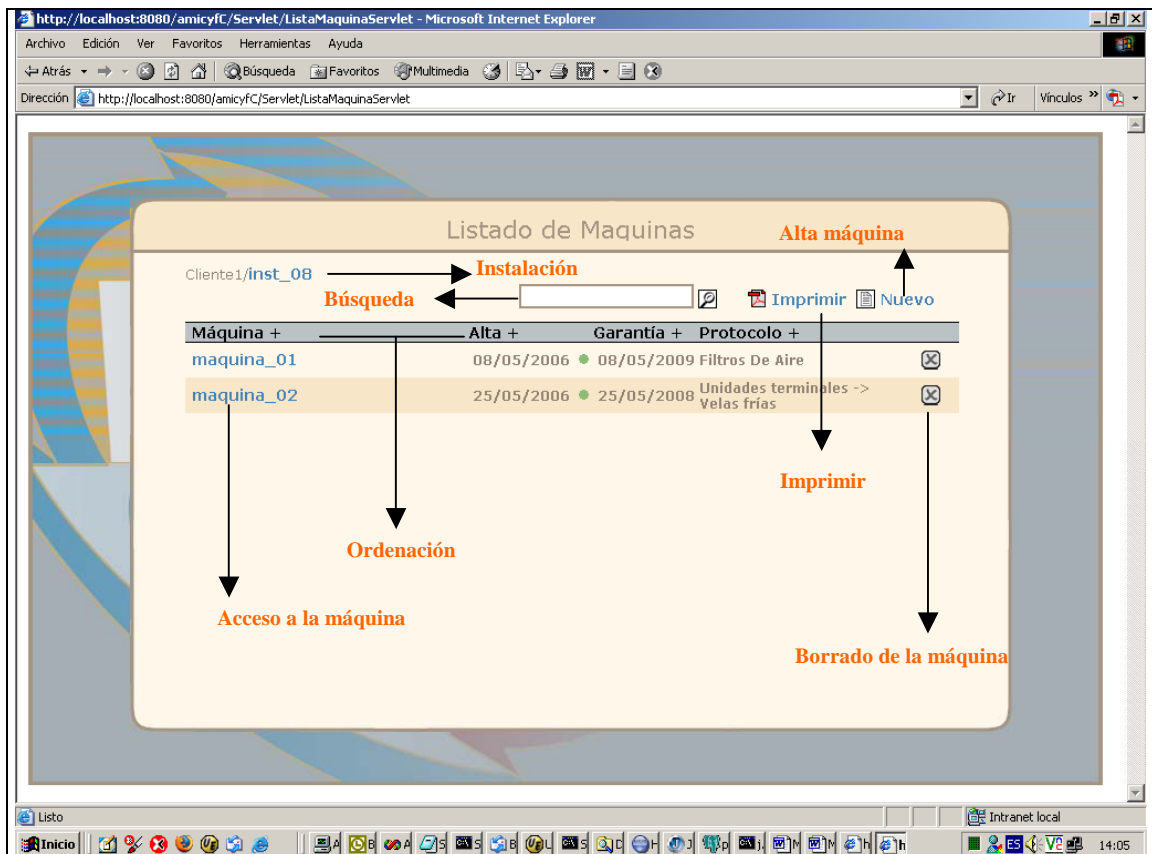 http://localhost:8080/amicyfC/Servlet/ListaMaquinaServlet - Microsoft Internet Explorer
Archivo Edición Ver Favoritos Herramientas Ayuda
Atrás Búsqueda Favoritos Multimedia
Dirección http://localhost:8080/amicyfC/Servlet/ListaMaquinaServlet Ir Vínculos »
Listado de Maquinas
Alta máquina
Cliente1/inst_08 Instalación
Búsqueda Imprimir Nuevo
Máquina + Alta + Garantía + Protocolo +
maquina_01 08/05/2006 08/05/2009 Filtros De Aire
maquina_02 25/05/2006 25/05/2008 Unidades terminales ->
Velas frías
Imprimir
Ordenación
Acceso a la máquina
Borrado de la máquina
Listo Intranet local
Inicio ES 14:05